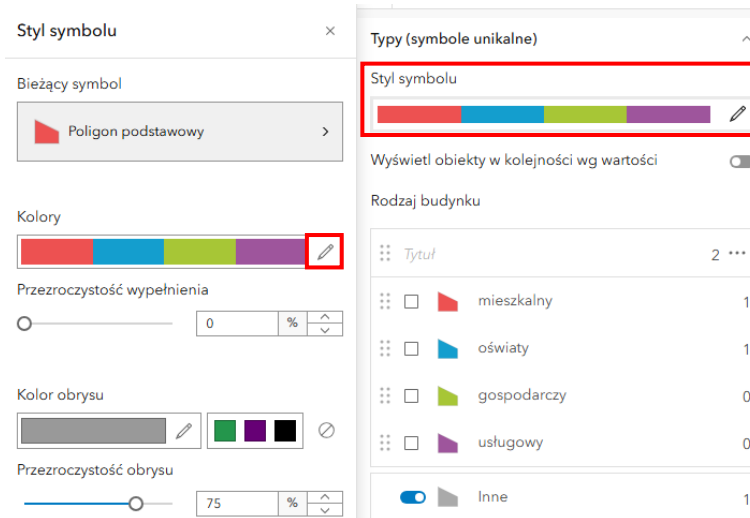 Styl symbolu
Bieżący symbol
Poligon podstawowy
Kolory
Przezroczystość wypełnienia
0 %
Kolor obrysu
Przezroczystość obrysu
75 %
Typy (symbole unikalne)
Styl symbolu
Wyświetl obiekty w kolejności wg wartości
Rodzaj budynku
Tytuł 2
mieszkalny 1
oświaty 1
gospodarczy 0
usługowy 0
Inne 1